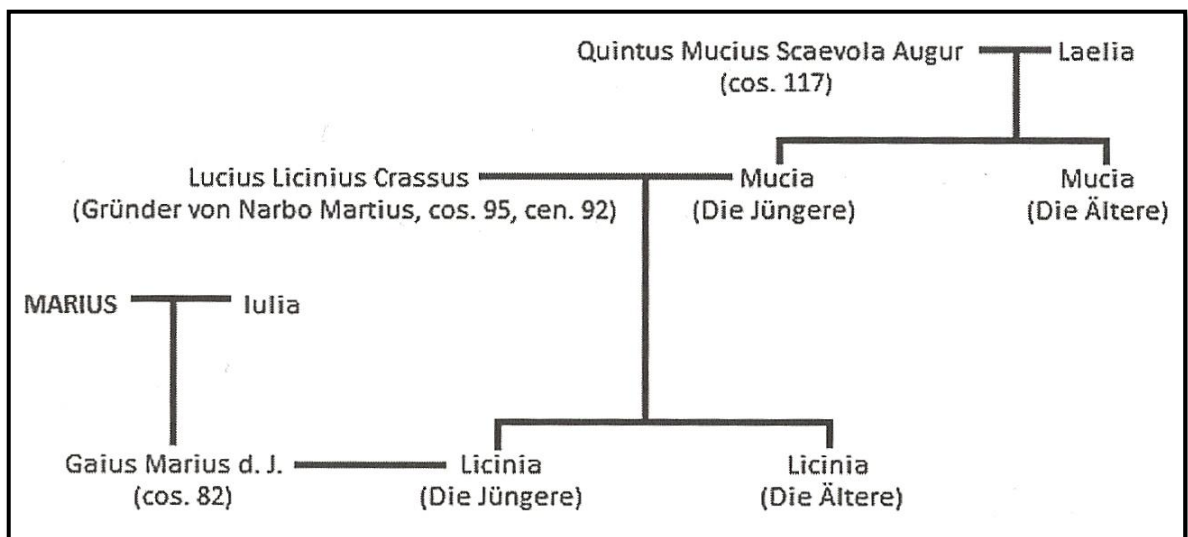 Quintus Mucius Scaevola Augur Laelia
(cos. 117)
Lucius Licinius Crassus Mucia Mucia
(Gründer von Narbo Martius, cos. 95, cen. 92) (Die Jüngere) (Die Ältere)
MARIUS Iulia
Gaius Marius d. J. Licinia Licinia
(cos. 82) (Die Jüngere) (Die Ältere)